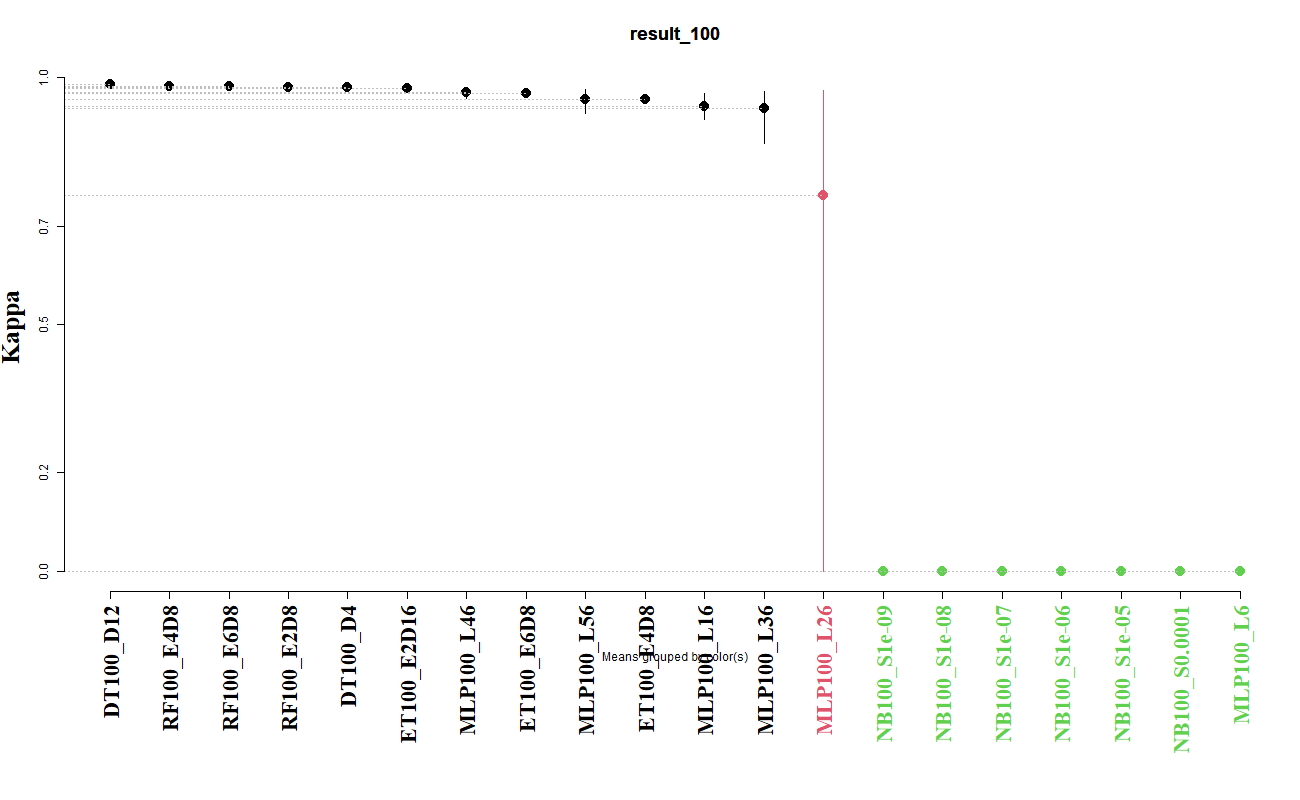 result_100
Kappa
1.0
0.7
0.5
0.2
0.0
DT100_D12
RF100_E4D8
RF100_E6D8
RF100_E2D8
DT100_D4
ET100_E2D16
MLP100_L46
ET100_E6D8
MLP100_L56
ET100_E4D8
MLP100_L16
MLP100_L36
MLP100_L26
NB100_S1e-09
NB100_S1e-08
NB100_S1e-07
NB100_S1e-06
NB100_S1e-05
NB100_S0.0001
MLP100_L6
Means grouped by color(s)